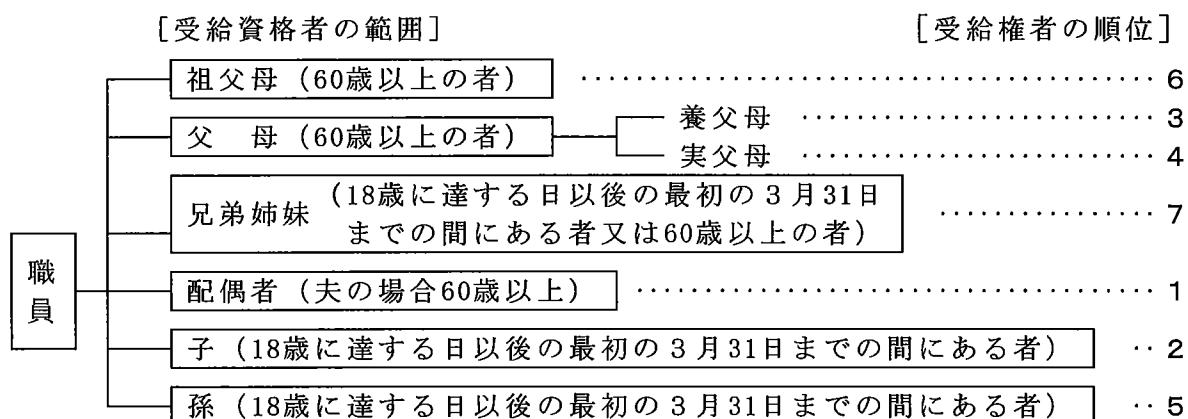 [受給資格者の範囲] [受給権者の順位]
祖父母 (60歳以上の者) ・・・・・・・・・・・・・・・・・・・・ 6
父 母 (60歳以上の者) 養父母 ・・・・・・・・・・・・ 3
実父母 ・・・・・・・・・・・・ 4
兄弟姉妹 (18歳に達する日以後の最初の3月31日
までの間にある者又は60歳以上の者) ・・・・・・・・ 7
職員
配偶者 (夫の場合60歳以上) ・・・・・・・・・・・・・・・・・・ 1
子 (18歳に達する日以後の最初の3月31日までの間にある者) ・・ 2
孫 (18歳に達する日以後の最初の3月31日までの間にある者) ・・ 5